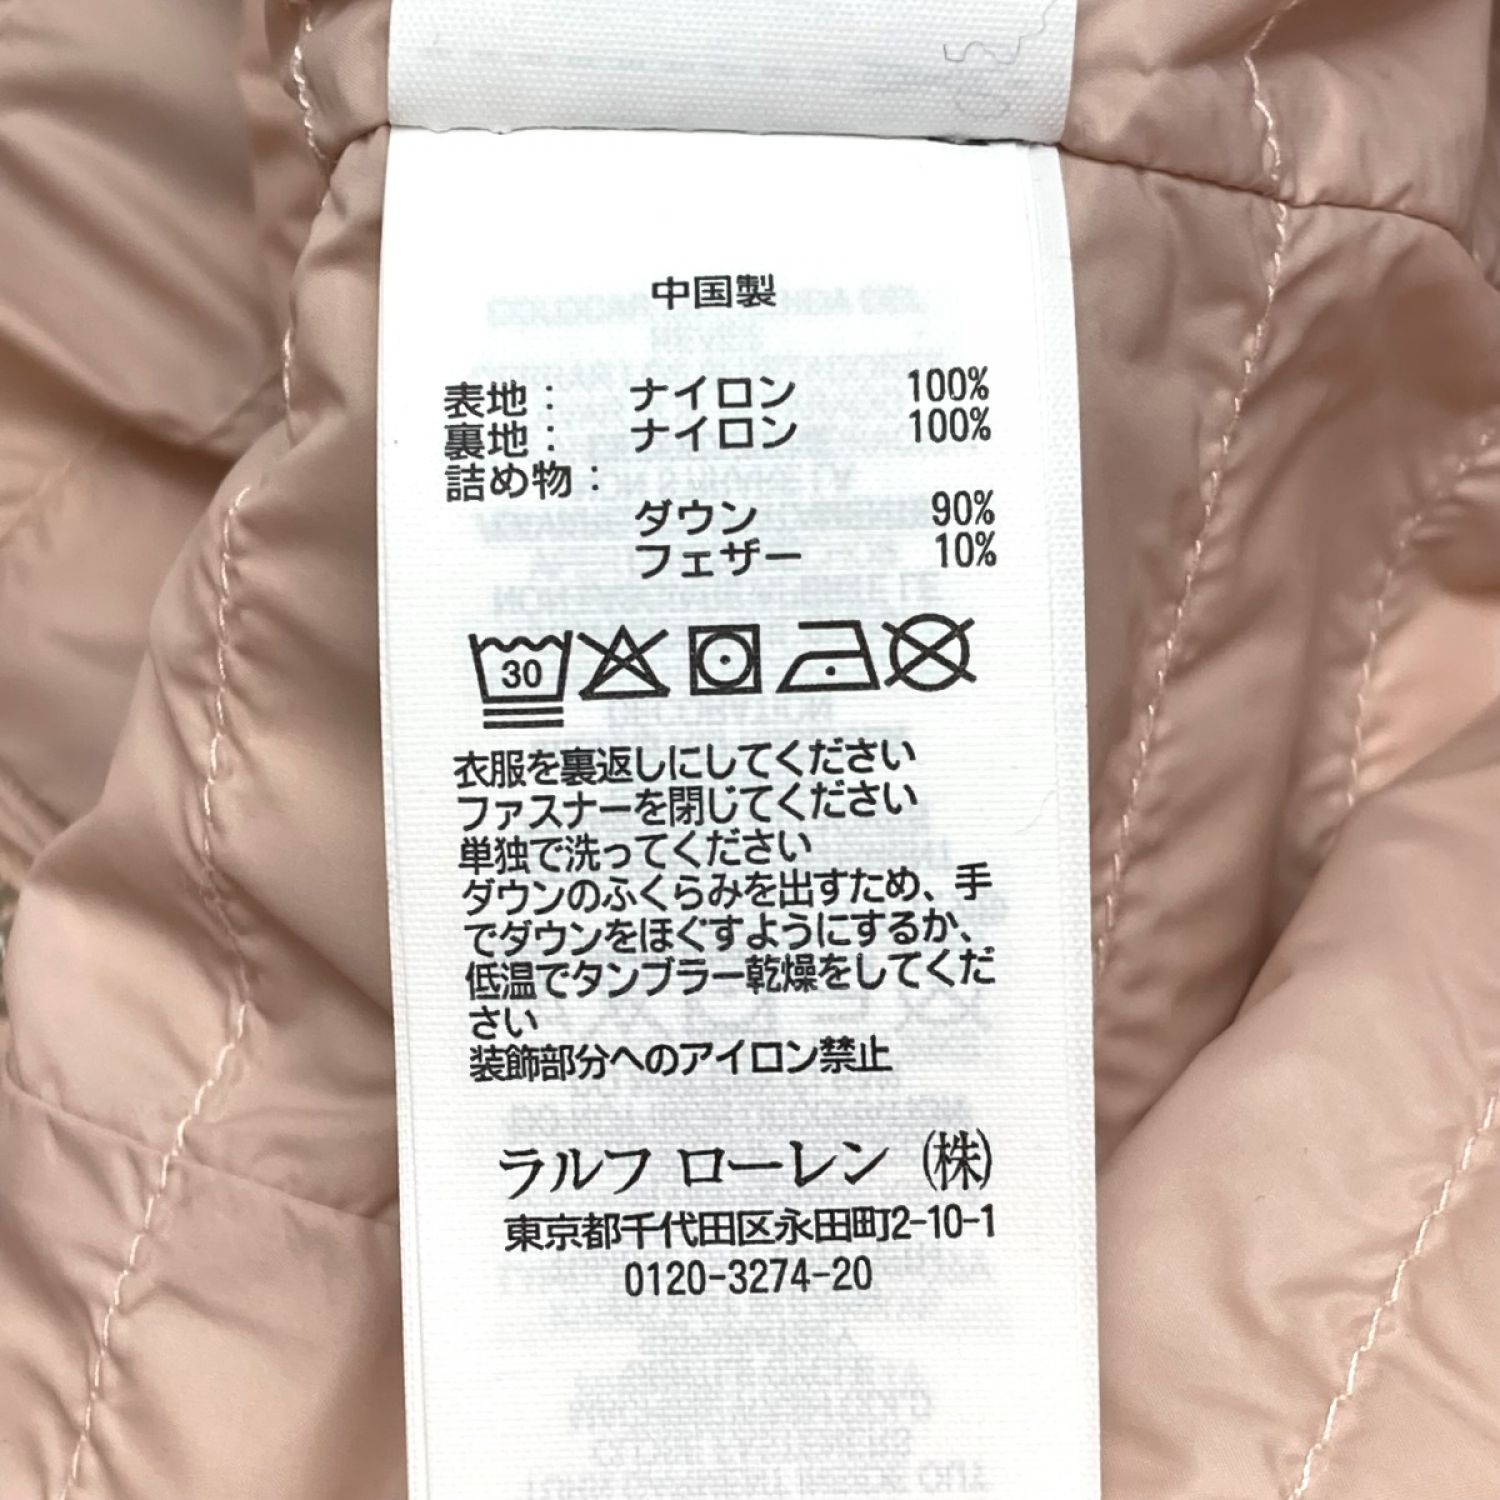 中国製
表地： ナイロン 100%
裏地： ナイロン 100%
詰め物：
ダウン 90%
フェザー 10%
30
衣服を裏返しにしてください
ファスナーを閉じてください
単独で洗ってください
ダウンのふくらみを出すため、手
でダウンをほぐすようにするか、
低温でタンブラー乾燥をしてくだ
さい
装飾部分へのアイロン禁止
ラルフ ローレン (株)
東京都千代田区永田町2-10-1
0120-3274-20